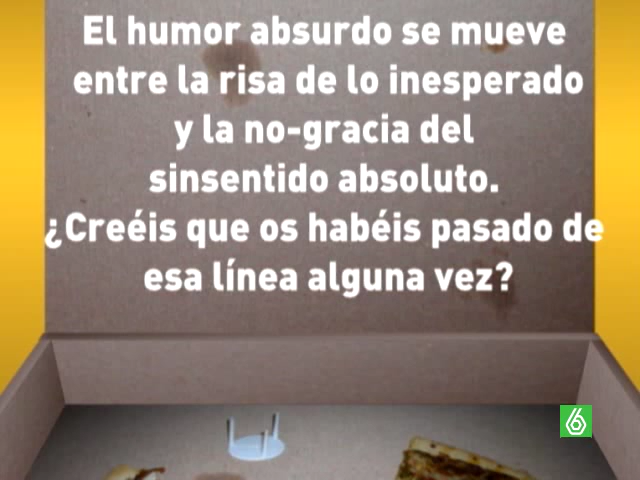 El humor absurdo se mueve
entre la risa de lo inesperado
y la no-gracia del
sinsentido absoluto.
¿Creéis que os habéis pasado de
esa línea alguna vez?
6